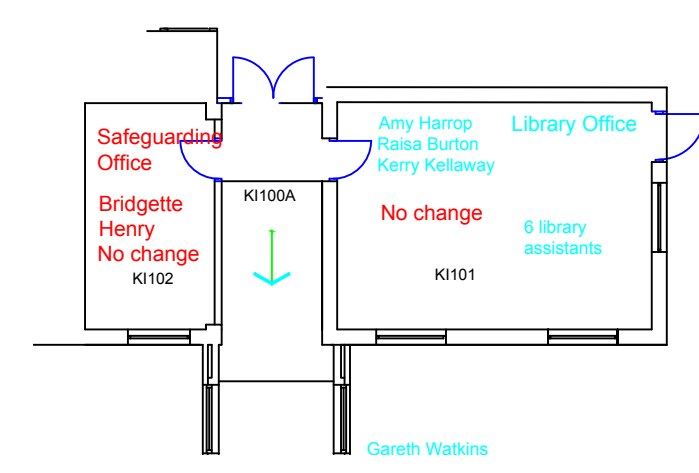 Safeguarding
Office
Bridgette
Henry
No change
KI102
KI100A
Amy Harrop
Raisa Burton
Kerry Kellaway
Library Office
No change
6 library
assistants
KI101
Gareth Watkins